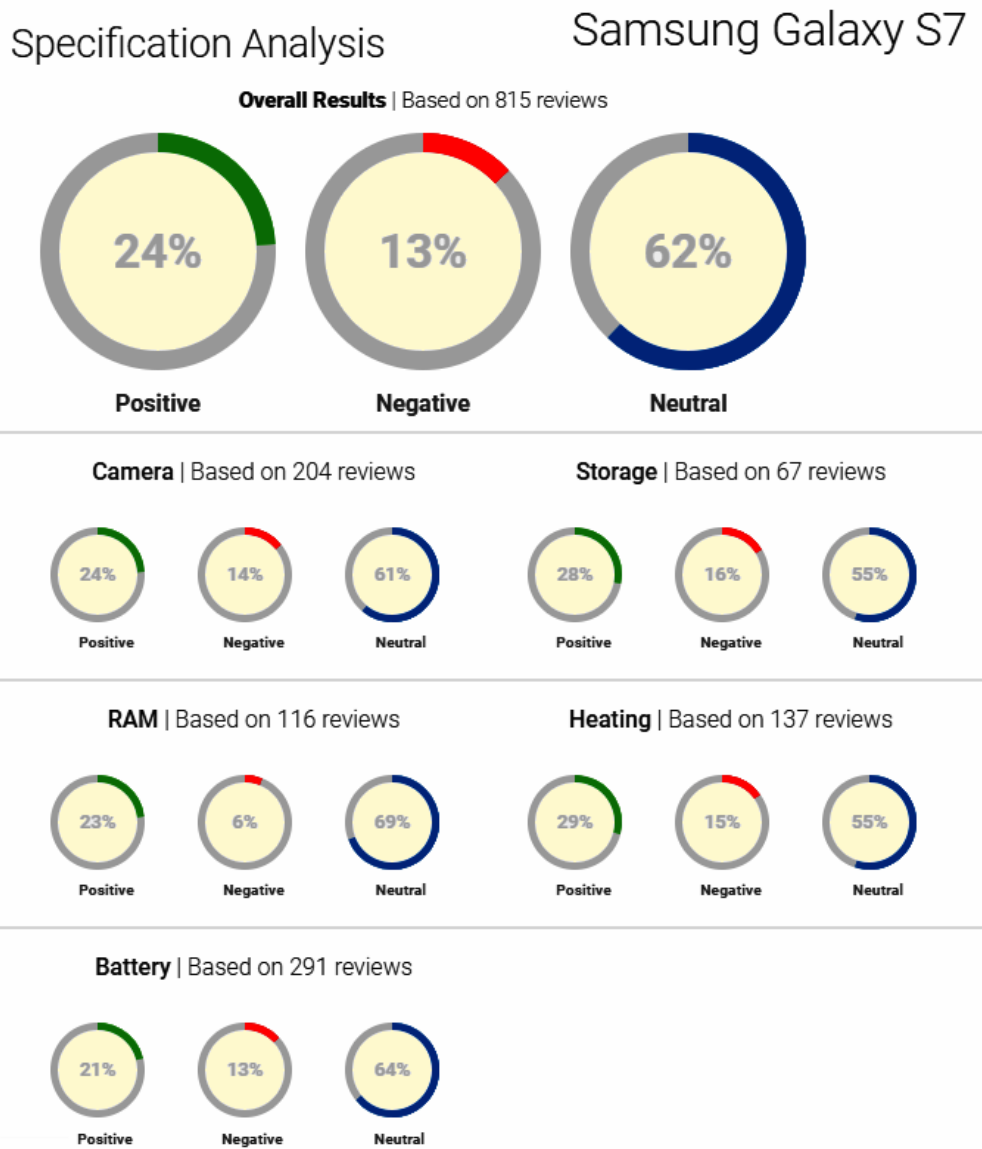 Specification Analysis
Samsung Galaxy S7
Overall Results | Based on 815 reviews
24% 13% 62%
Positive Negative Neutral
Camera | Based on 204 reviews
24% 14% 61%
Positive Negative Neutral
Storage | Based on 67 reviews
28% 16% 55%
Positive Negative Neutral
RAM | Based on 116 reviews
23% 6% 69%
Positive Negative Neutral
Heating | Based on 137 reviews
29% 15% 55%
Positive Negative Neutral
Battery | Based on 291 reviews
21% 13% 64%
Positive Negative Neutral